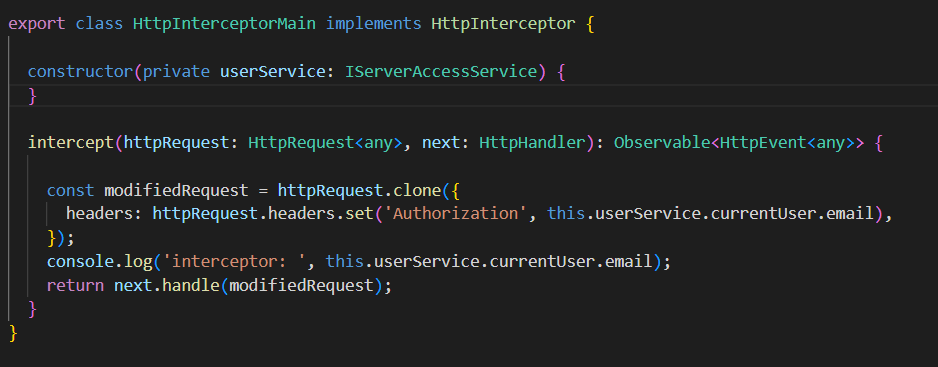 export class HttpInterceptorMain implements HttpInterceptor {
constructor(private userService: IServerAccessService) {
}
intercept(httpRequest: HttpRequest<any>, next: HttpHandler): Observable<HttpEvent<any>> {
const modifiedRequest = httpRequest.clone({
headers: httpRequest.headers.set('Authorization', this.userService.currentUser.email),
});
console.log('interceptor: ', this.userService.currentUser.email);
return next.handle(modifiedRequest);
}
}